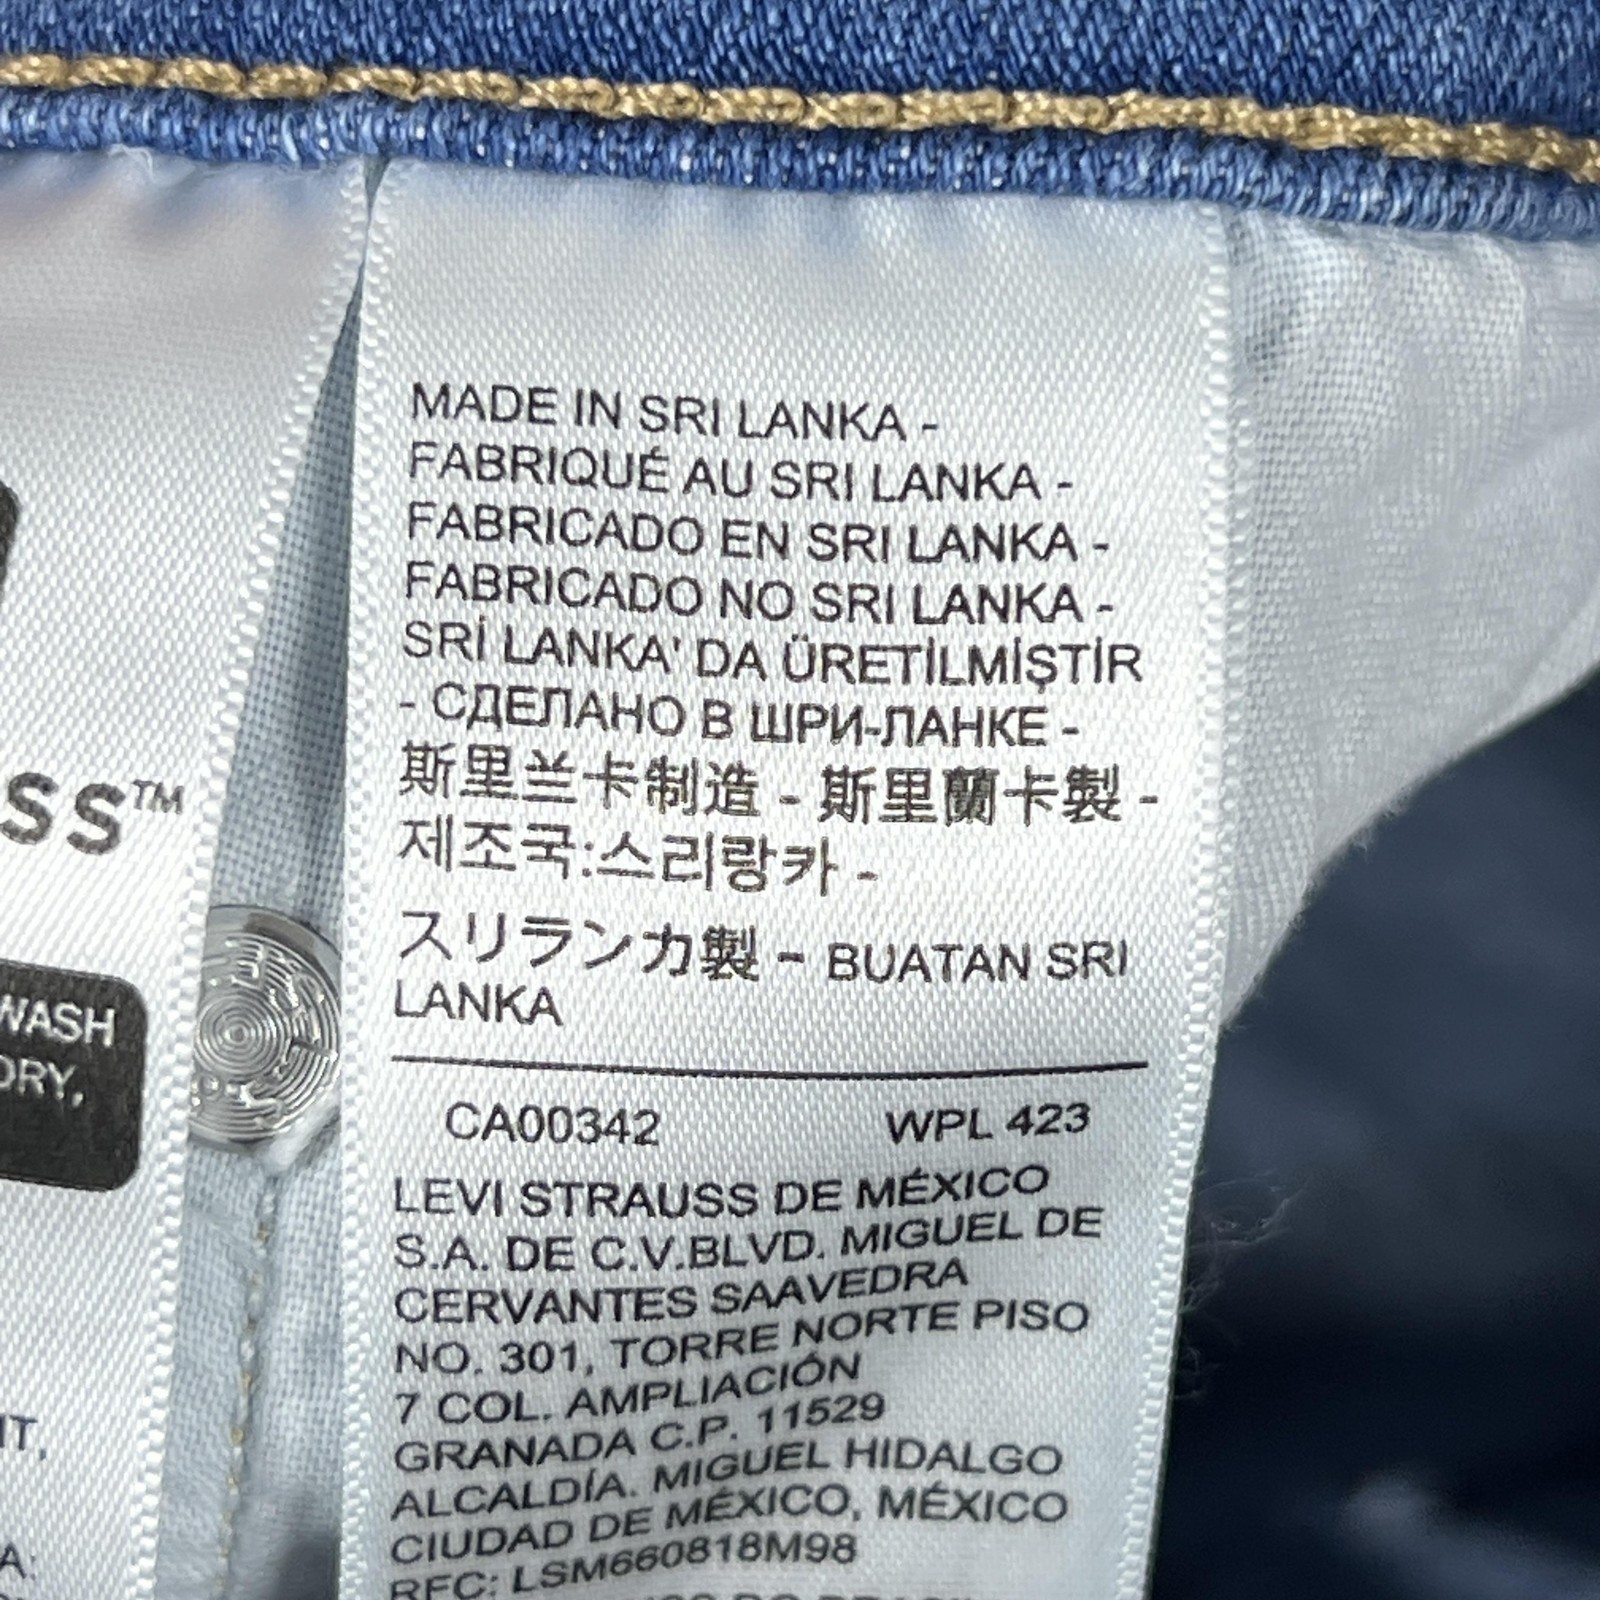 MADE IN SRI LANKA -
FABRIQUÉ AU SRI LANKA -
FABRICADO EN SRI LANKA -
FABRICADO NO SRI LANKA -
SRİ LANKA' DA ÜRETİLMİŞTİR
- СДЕЛАНО В ШРИ-ЛАНКЕ -
斯里兰卡制造 - 斯里蘭卡製 -
제조국:스리랑카 -
スリランカ製 - BUATAN SRI
LANKA
CA00342 WPL 423
LEVI STRAUSS DE MÉXICO
S.A. DE C.V.BLVD. MIGUEL DE
CERVANTES SAAVEDRA
NO. 301, TORRE NORTE PISO
7 COL. AMPLIACIÓN
GRANADA C.P. 11529
ALCALDÍA. MIGUEL HIDALGO
CIUDAD DE MÉXICO, MÉXICO
RFC: LSM660818M98
SS™
WASH
DRY,
IT,
A: